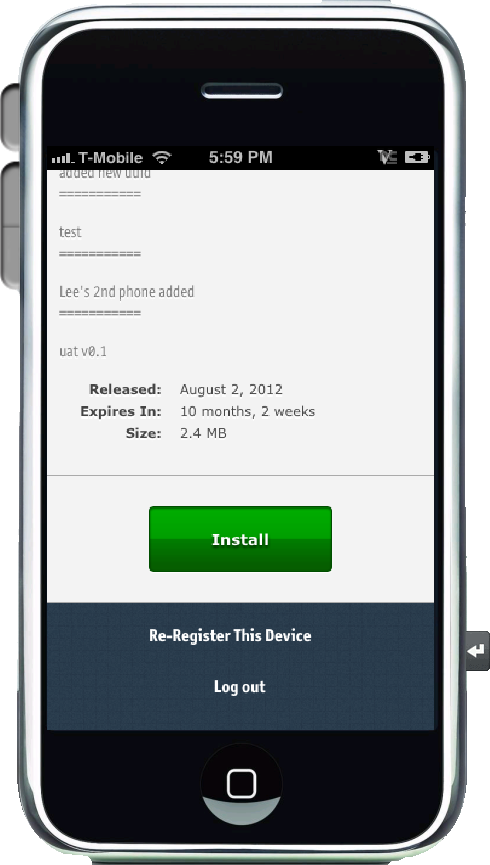 T-Mobile 5:59 PM
added new uuid
===========
test
===========
Lee's 2nd phone added
===========
uat v0.1
Released: August 2, 2012
Expires In: 10 months, 2 weeks
Size: 2.4 MB
Install
Re-Register This Device
Log out